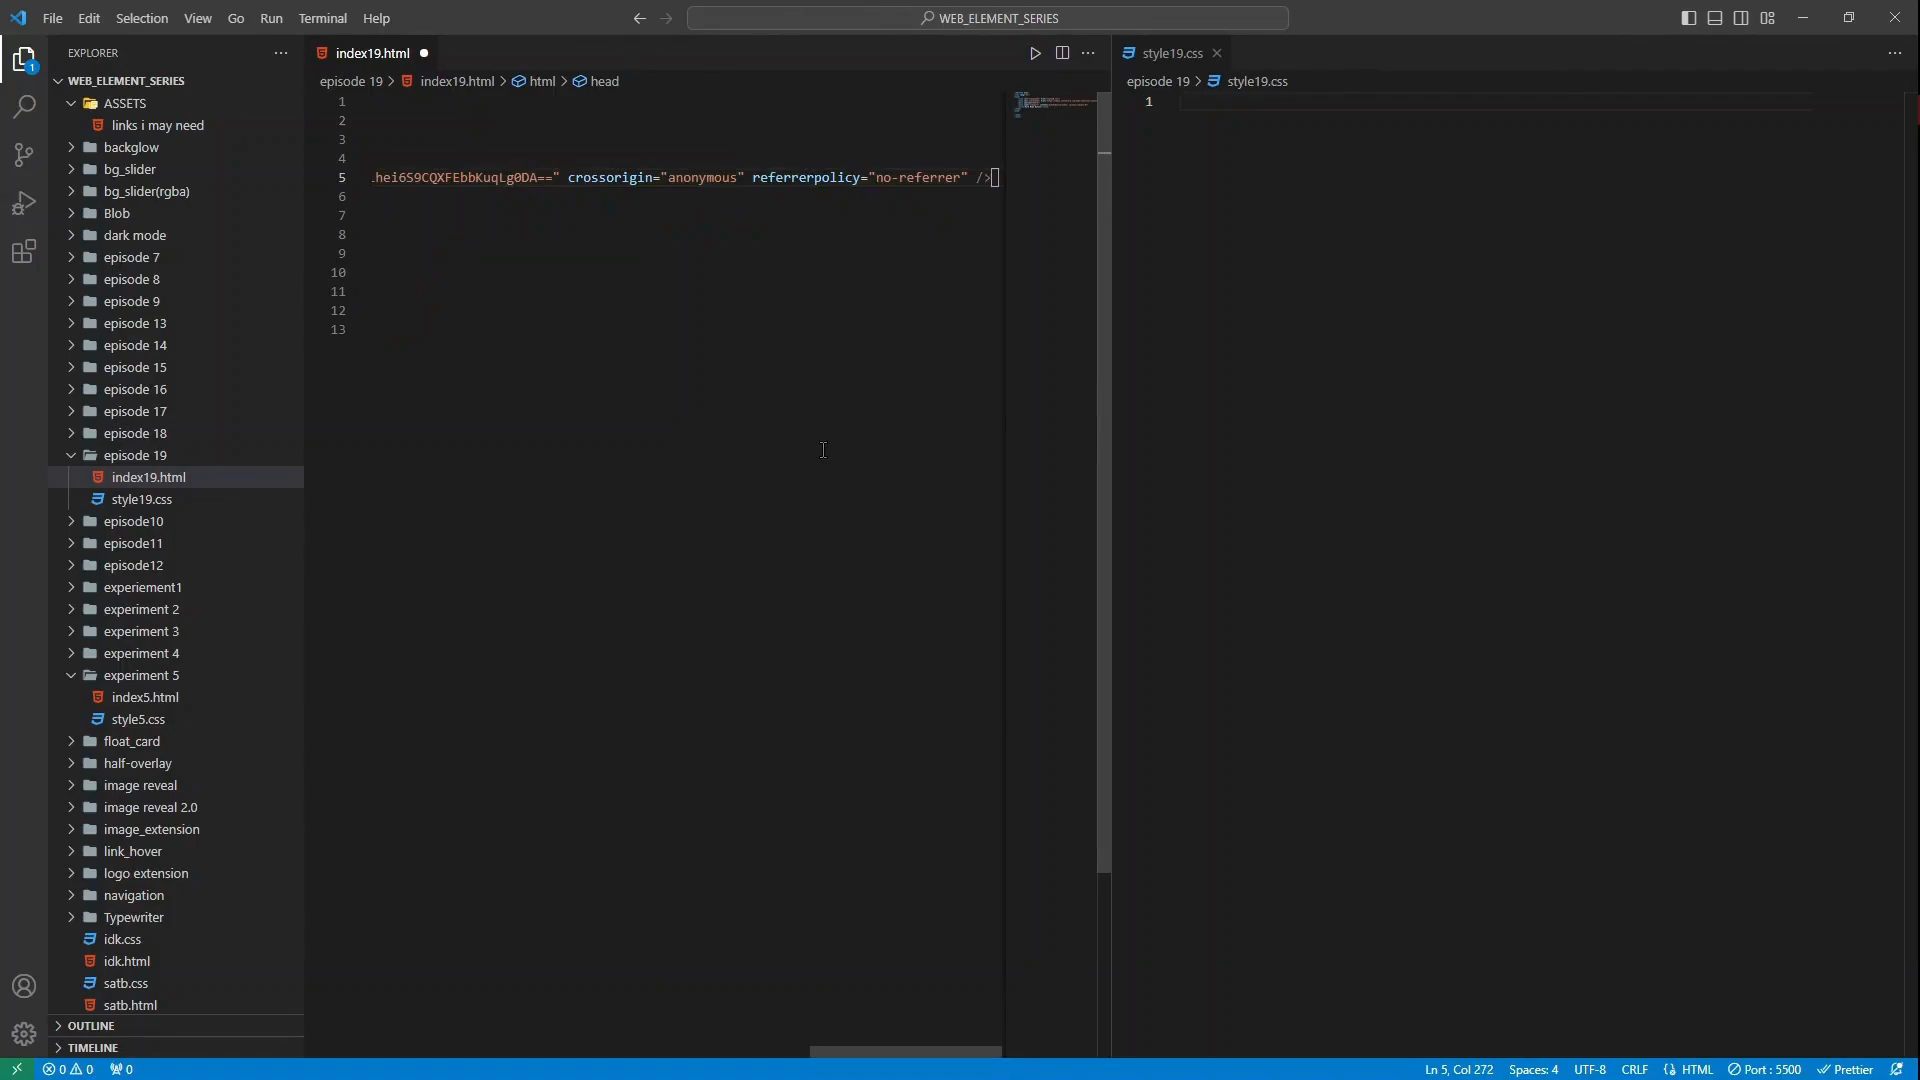 File Edit Selection View Go Run Terminal Help
WEB_ELEMENT_SERIES
EXPLORER
WEB_ELEMENT_SERIES
ASSETS
links i may need
backglow
bg_slider
bg_slider(rgba)
Blob
dark mode
episode 7
episode 8
episode 9
episode 13
episode 14
episode 15
episode 16
episode 17
episode 18
episode 19
index19.html
style19.css
episode10
episode11
episode12
experiement1
experiment 2
experiment 3
experiment 4
experiment 5
index5.html
style5.css
float_card
half-overlay
image reveal
image reveal 2.0
image_extension
link_hover
logo extension
navigation
Typewriter
idk.css
idk.html
satb.css
satb.html
OUTLINE
TIMELINE
1
index19.html
episode 19 > index19.html > html > head
1
2
3
4
5 .hei6S9CQXFEbbKuqLg0DA==" crossorigin="anonymous" referrerpolicy="no-referrer" />
6
7
8
9
10
11
12
13
style19.css
episode 19 > style19.css
1
0 0 0
Ln 5, Col 272 Spaces: 4 UTF-8 CRLF HTML Port : 5500 Prettier